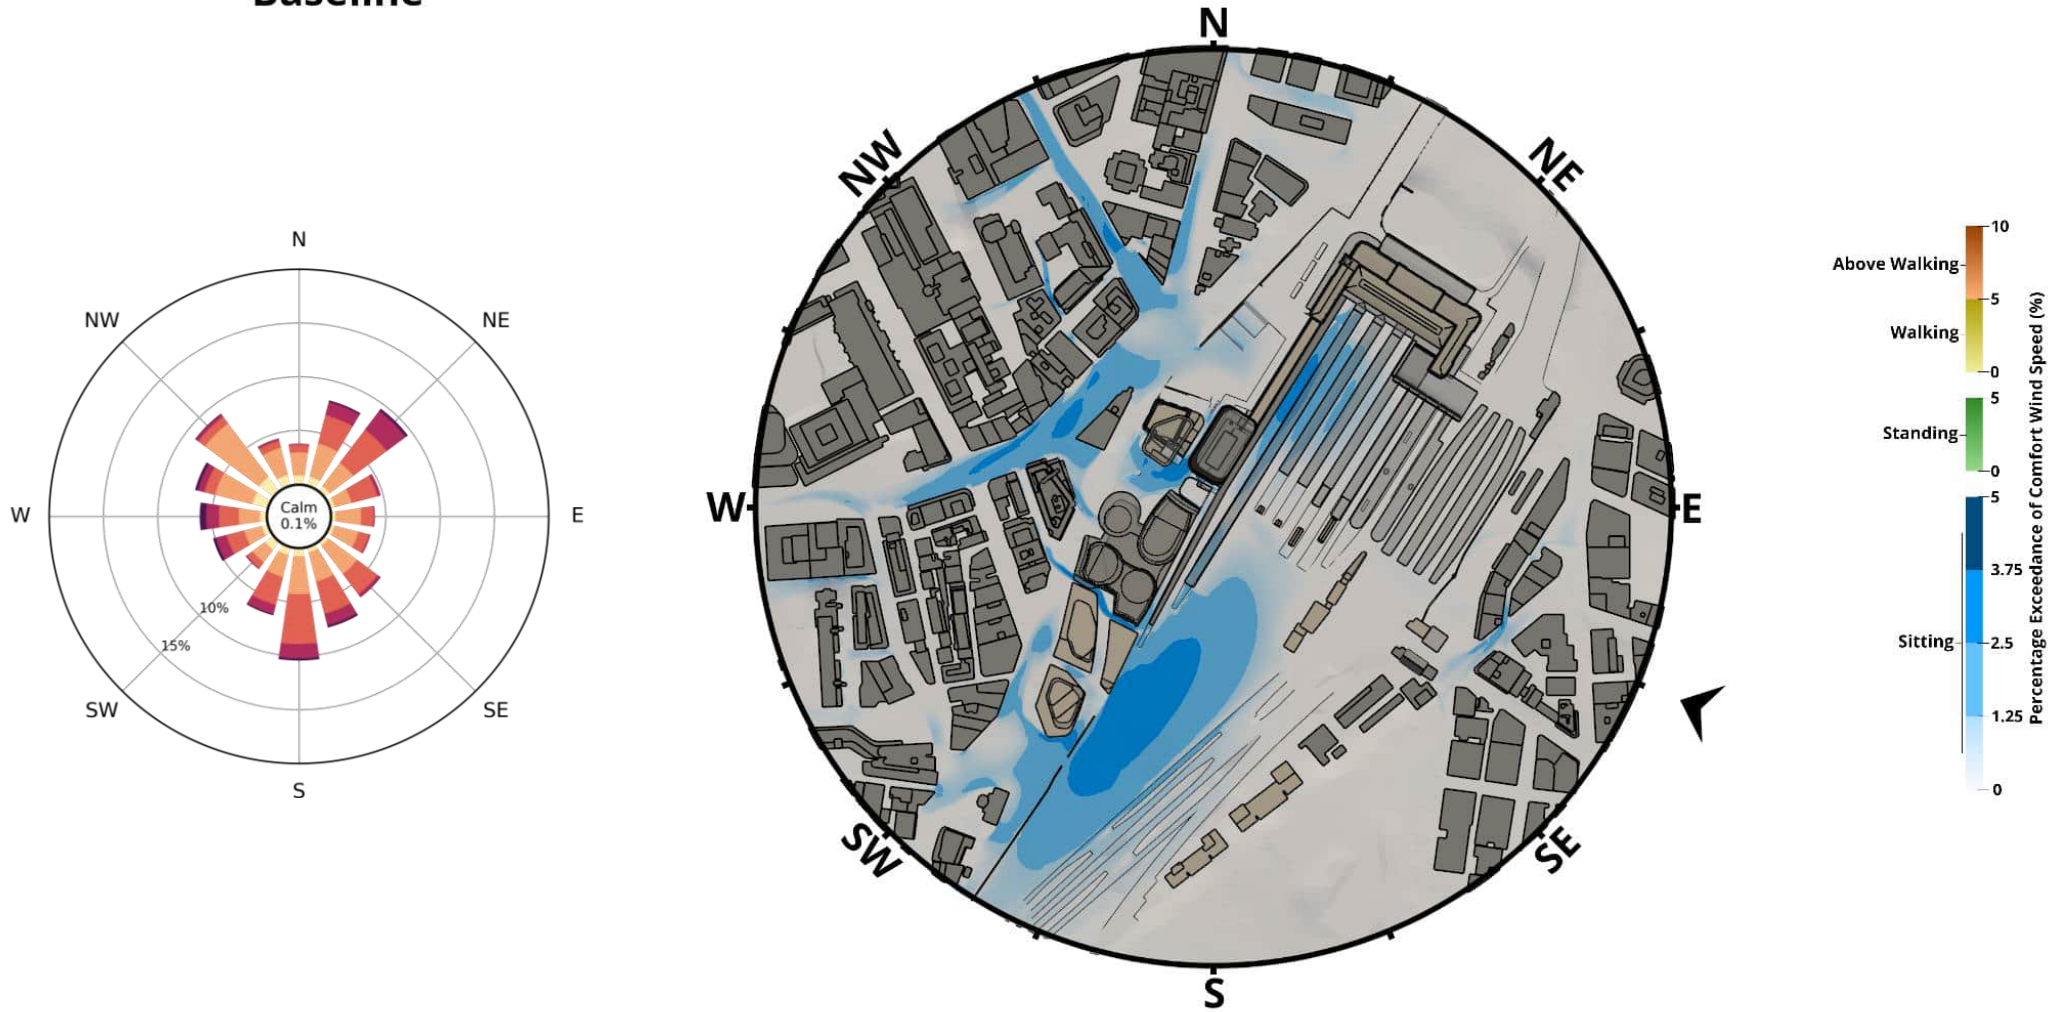 Baseline
N
NW
NE
W
E
Calm
0.1%
10%
15%
SW
SE
S
N
NW
NE
W
E
SW
SE
S
10
Above Walking
5
Walking
0
5
Standing
0
5
3.75
2.5
Sitting
1.25
0
Percentage Exceedance of Comfort Wind Speed (%)